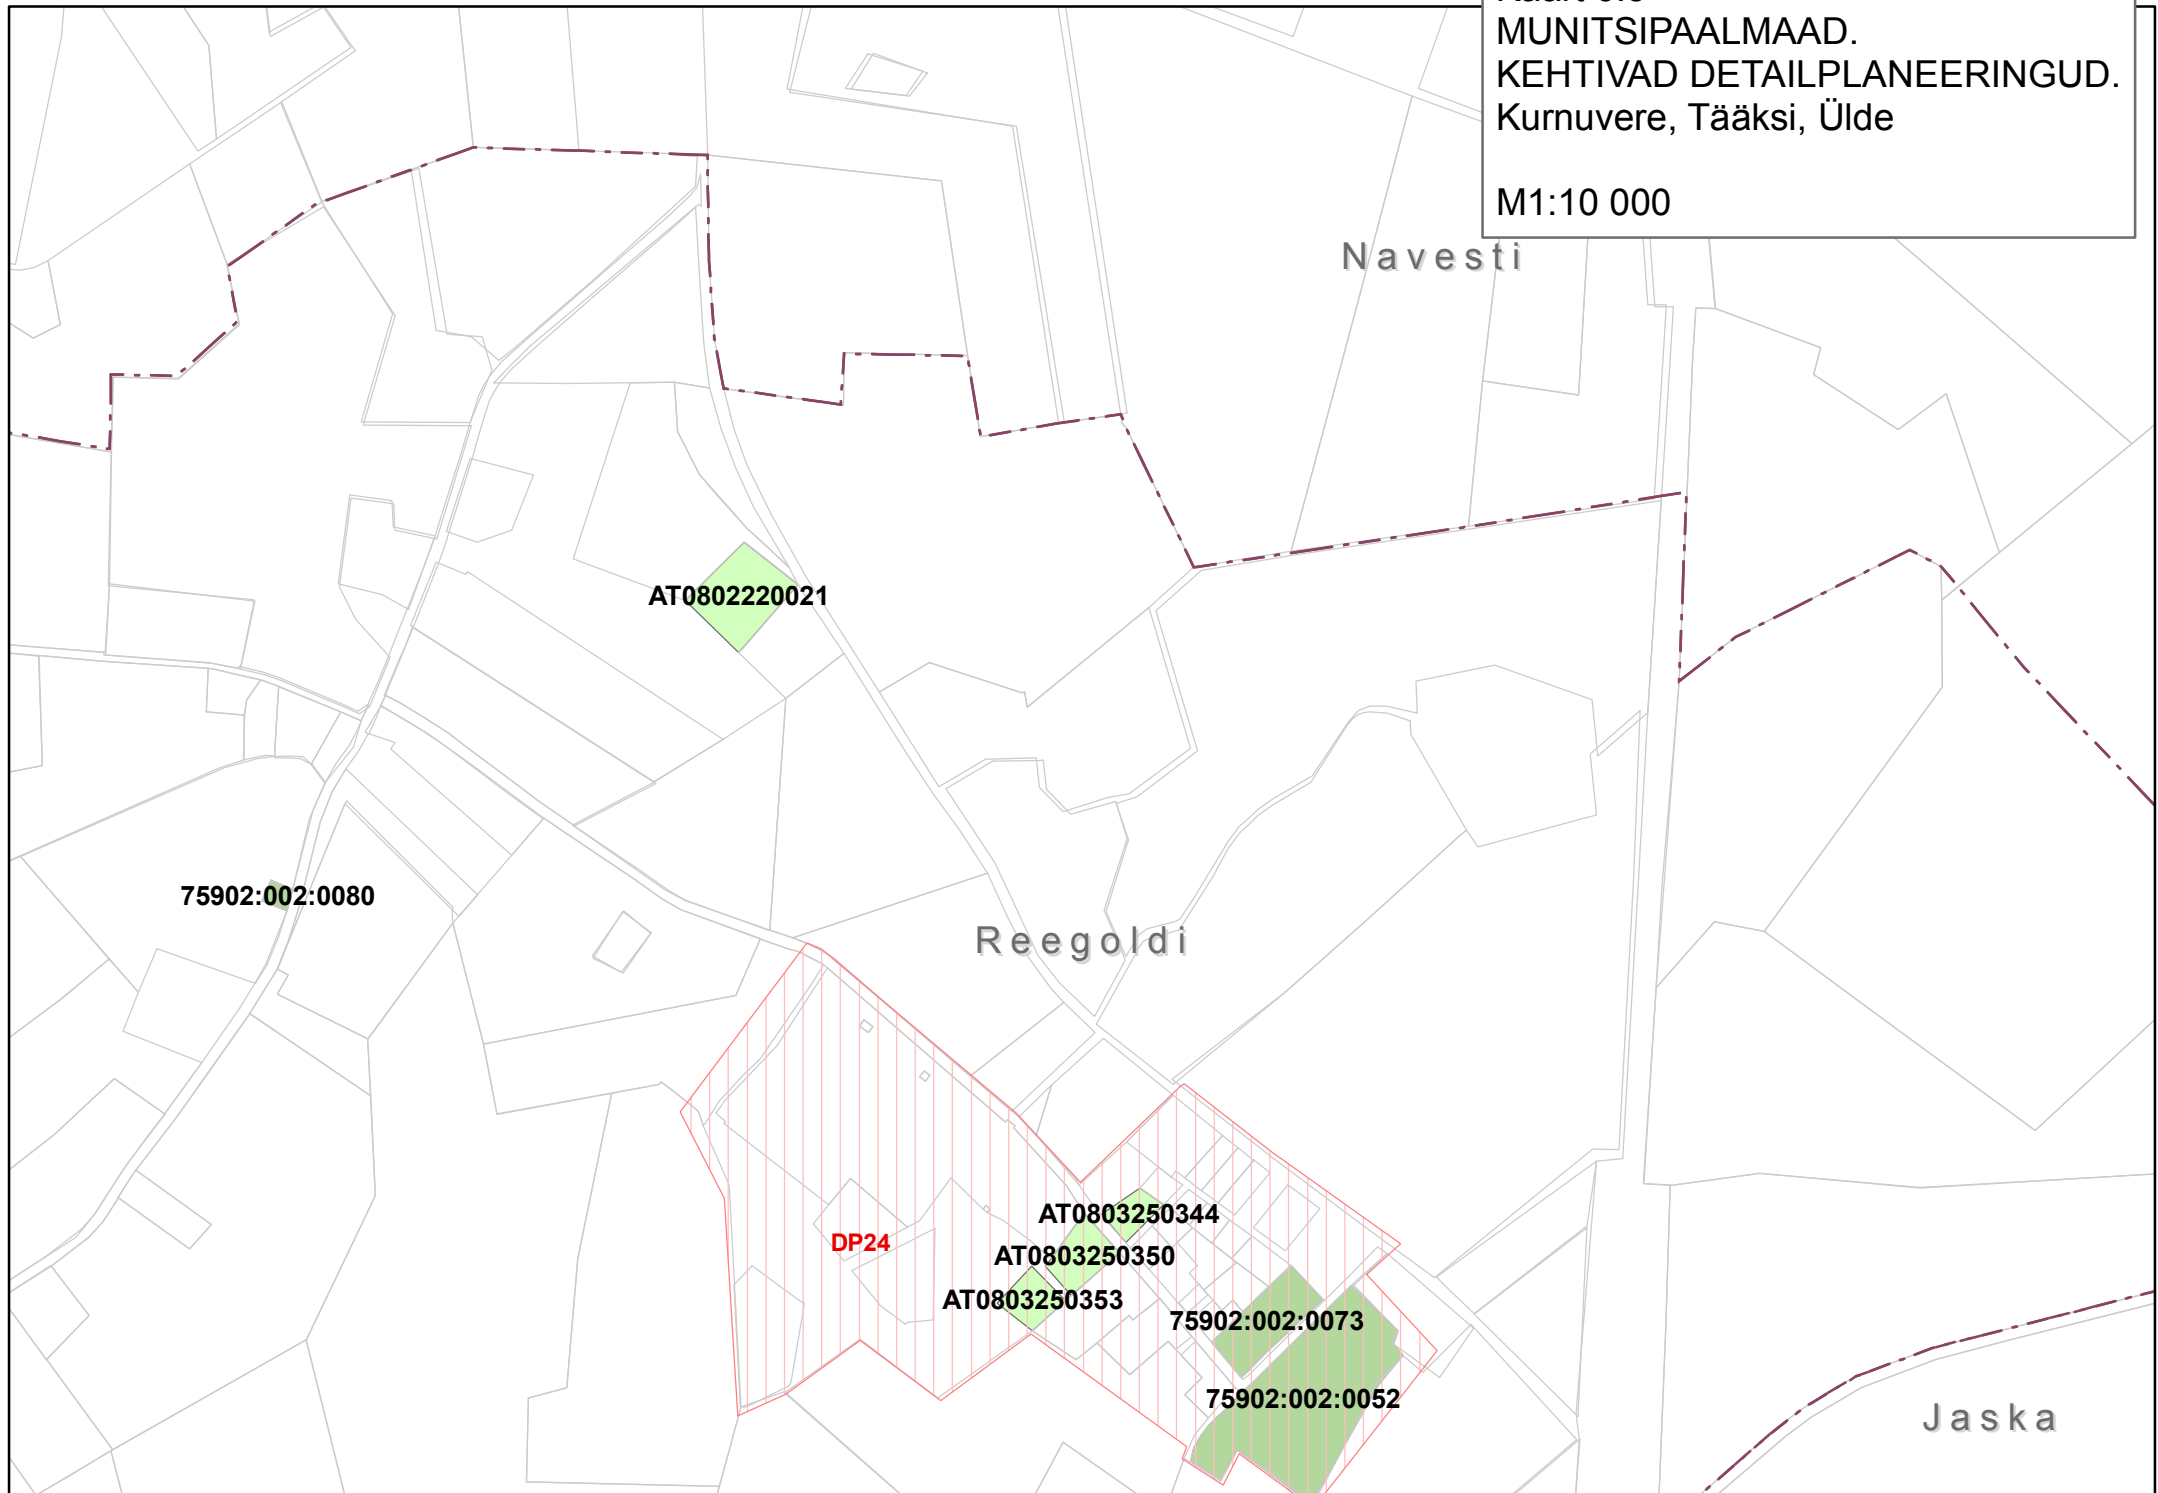 MUNITSIPAALMAAD.
KEHTIVAD DETAILPLANEERINGUD.
Kurnuvere, Tääksi, Ülde
M1:10 000
Navesti
AT0802220021
75902:002:0080
Reegoldi
AT0803250344
DP24
AT0803250350
AT0803250353
75902:002:0073
75902:002:0052
Jaska